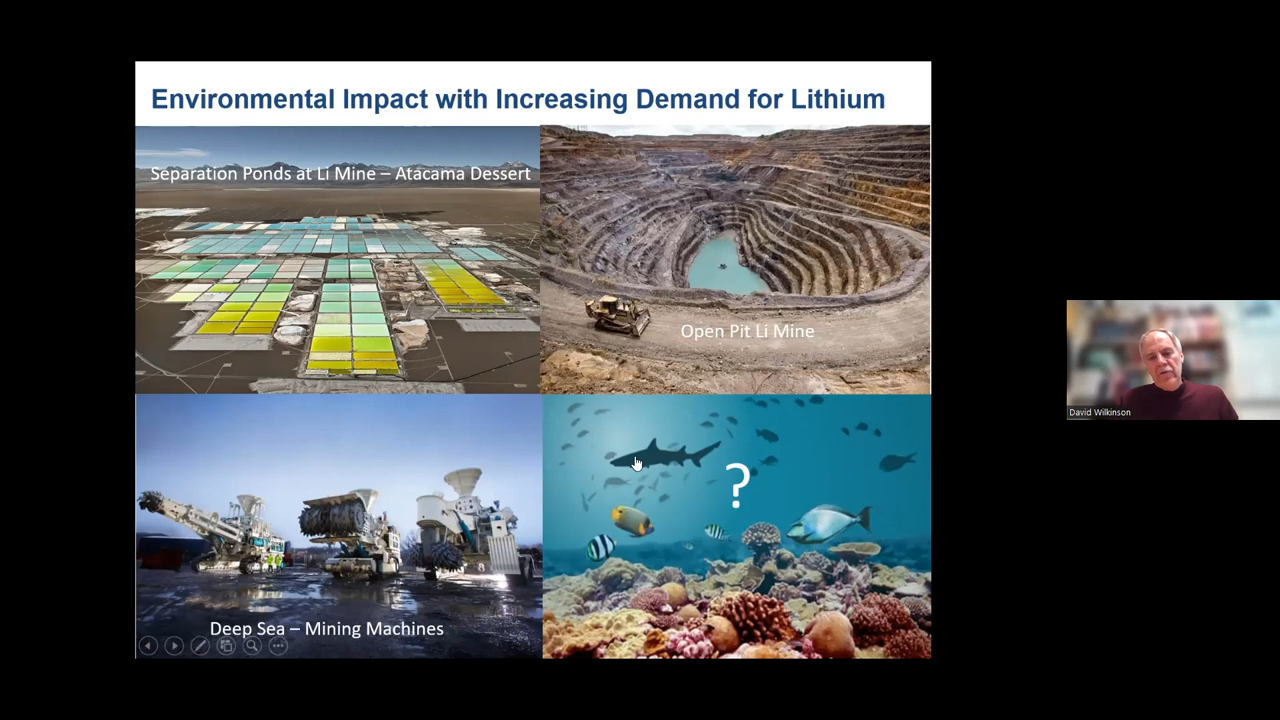 Environmental Impact with Increasing Demand for Lithium
Separation Ponds at Li Mine – Atacama Dessert
Open Pit Li Mine
?
Deep Sea – Mining Machines
David Wilkinson